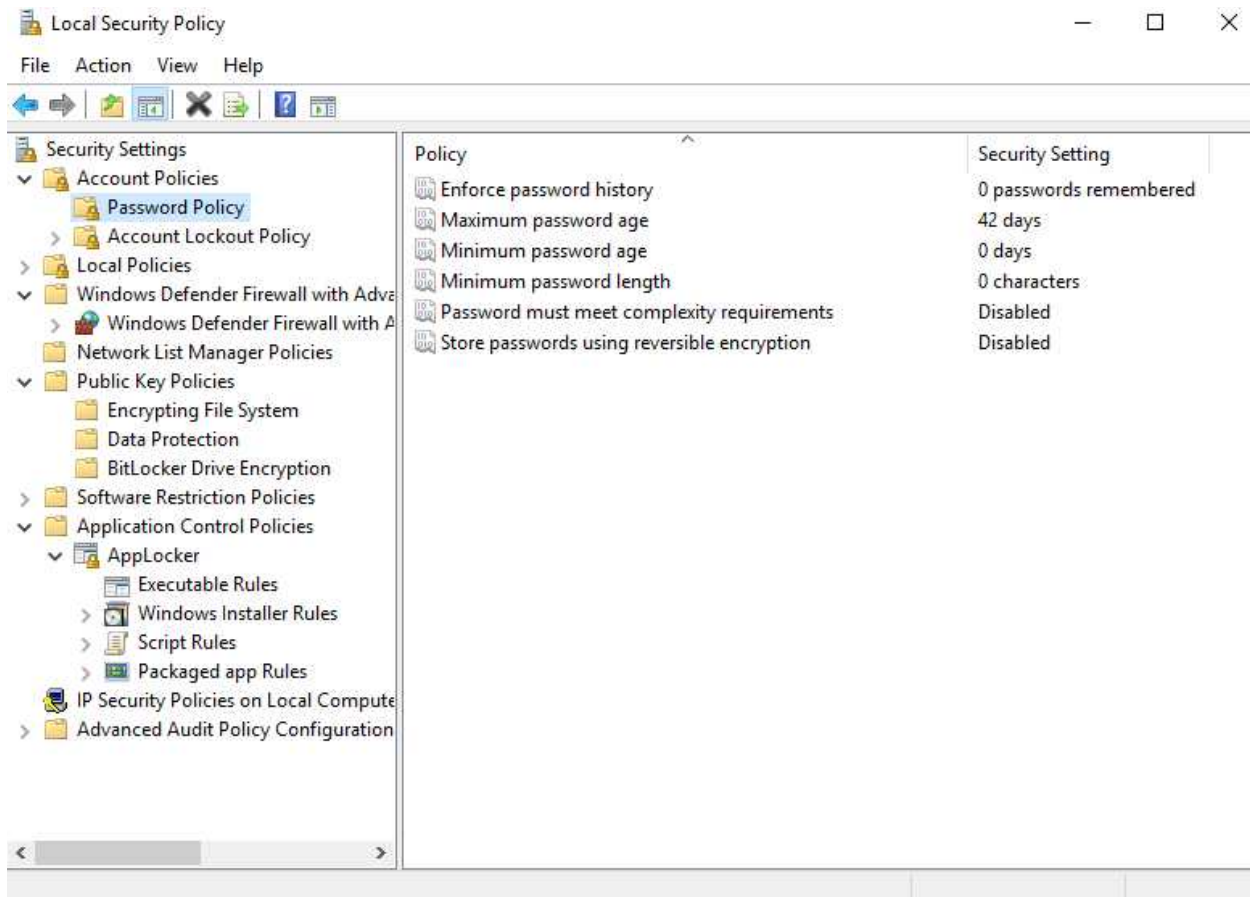 Local Security Policy
File Action View Help
Security Settings
Account Policies
Password Policy
Account Lockout Policy
Local Policies
Windows Defender Firewall with Adva
Windows Defender Firewall with A
Network List Manager Policies
Public Key Policies
Encrypting File System
Data Protection
BitLocker Drive Encryption
Software Restriction Policies
Application Control Policies
AppLocker
Executable Rules
Windows Installer Rules
Script Rules
Packaged app Rules
IP Security Policies on Local Compute
Advanced Audit Policy Configuration
Policy Security Setting
Enforce password history 0 passwords remembered
Maximum password age 42 days
Minimum password age 0 days
Minimum password length 0 characters
Password must meet complexity requirements Disabled
Store passwords using reversible encryption Disabled